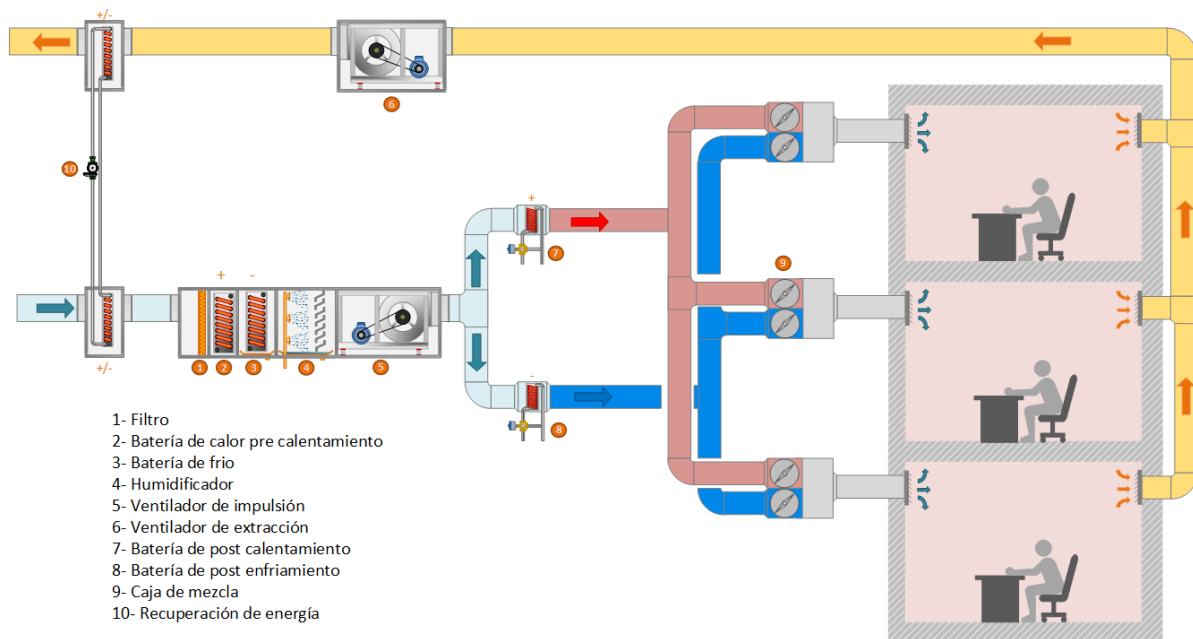 +/-
6
10
+
7
9
+
-
1
2
3
4
5
+/-
-
8
1- Filtro
2- Batería de calor pre calentamiento
3- Batería de frio
4- Humidificador
5- Ventilador de impulsión
6- Ventilador de extracción
7- Batería de post calentamiento
8- Batería de post enfriamiento
9- Caja de mezcla
10- Recuperación de energía